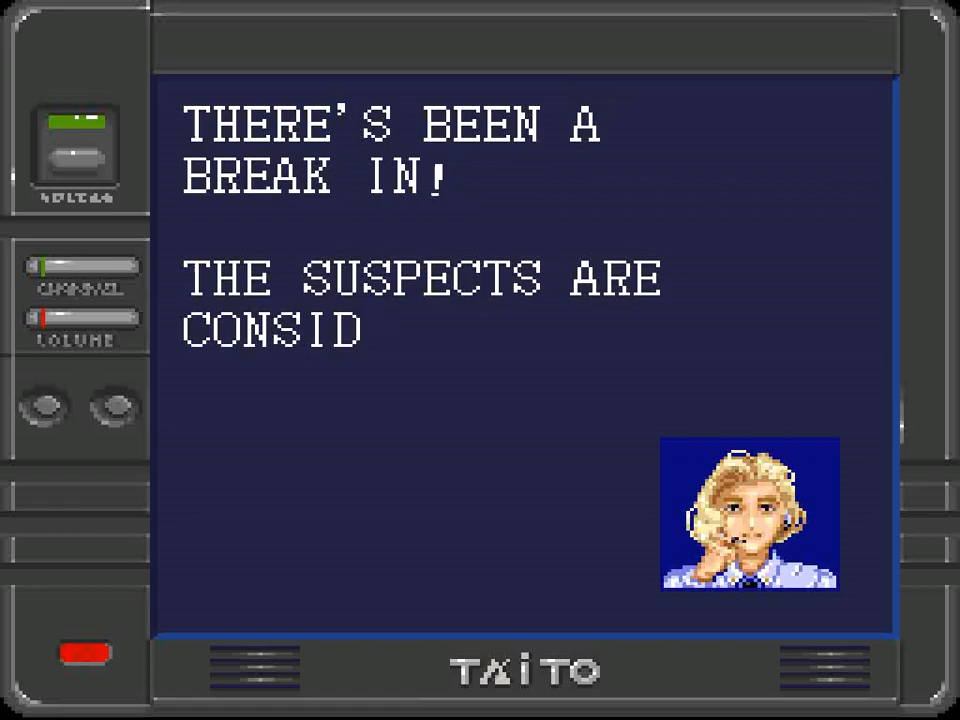 THERE'S BEEN A
BREAK IN!
THE SUSPECTS ARE
CONSID
CHANNEL
VOLUME
TAITO